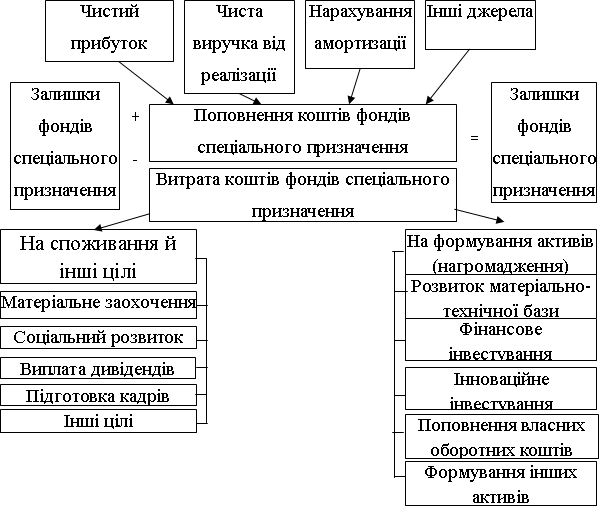 Чистий
прибуток
Чиста
виручка від
реалізації
Нарахування
амортизації
Інші джерела
Залишки
фондів
спеціального
призначення
+
-
Поповнення коштів фондів
спеціального призначення
Витрата коштів фондів спеціального
призначення
=
Залишки
фондів
спеціального
призначення
На споживання й
інші цілі
Матеріальне заохочення
Соціальний розвиток
Виплата дивідендів
Підготовка кадрів
Інші цілі
На формування активів
(нагромадження)
Розвиток матеріально-
технічної бази
Фінансове
інвестування
Інноваційне
інвестування
Поповнення власних
оборотних коштів
Формування інших
активів